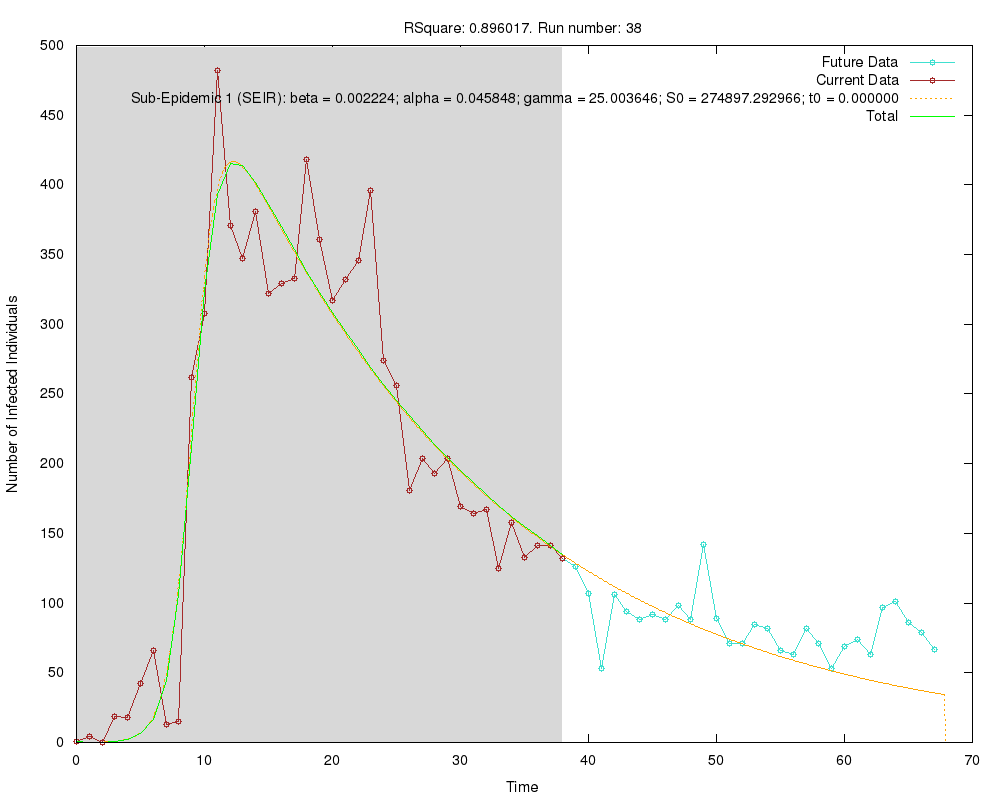 RSquare: 0.896017. Run number: 38
Future Data
Current Data
Sub-Epidemic 1 (SEIR): beta = 0.002224; alpha = 0.045848; gamma = 25.003646; S0 = 274897.292966; t0 = 0.000000
Total
500
450
400
350
300
250
200
150
100
50
0
Number of Infected Individuals
0 10 20 30 40 50 60 70
Time